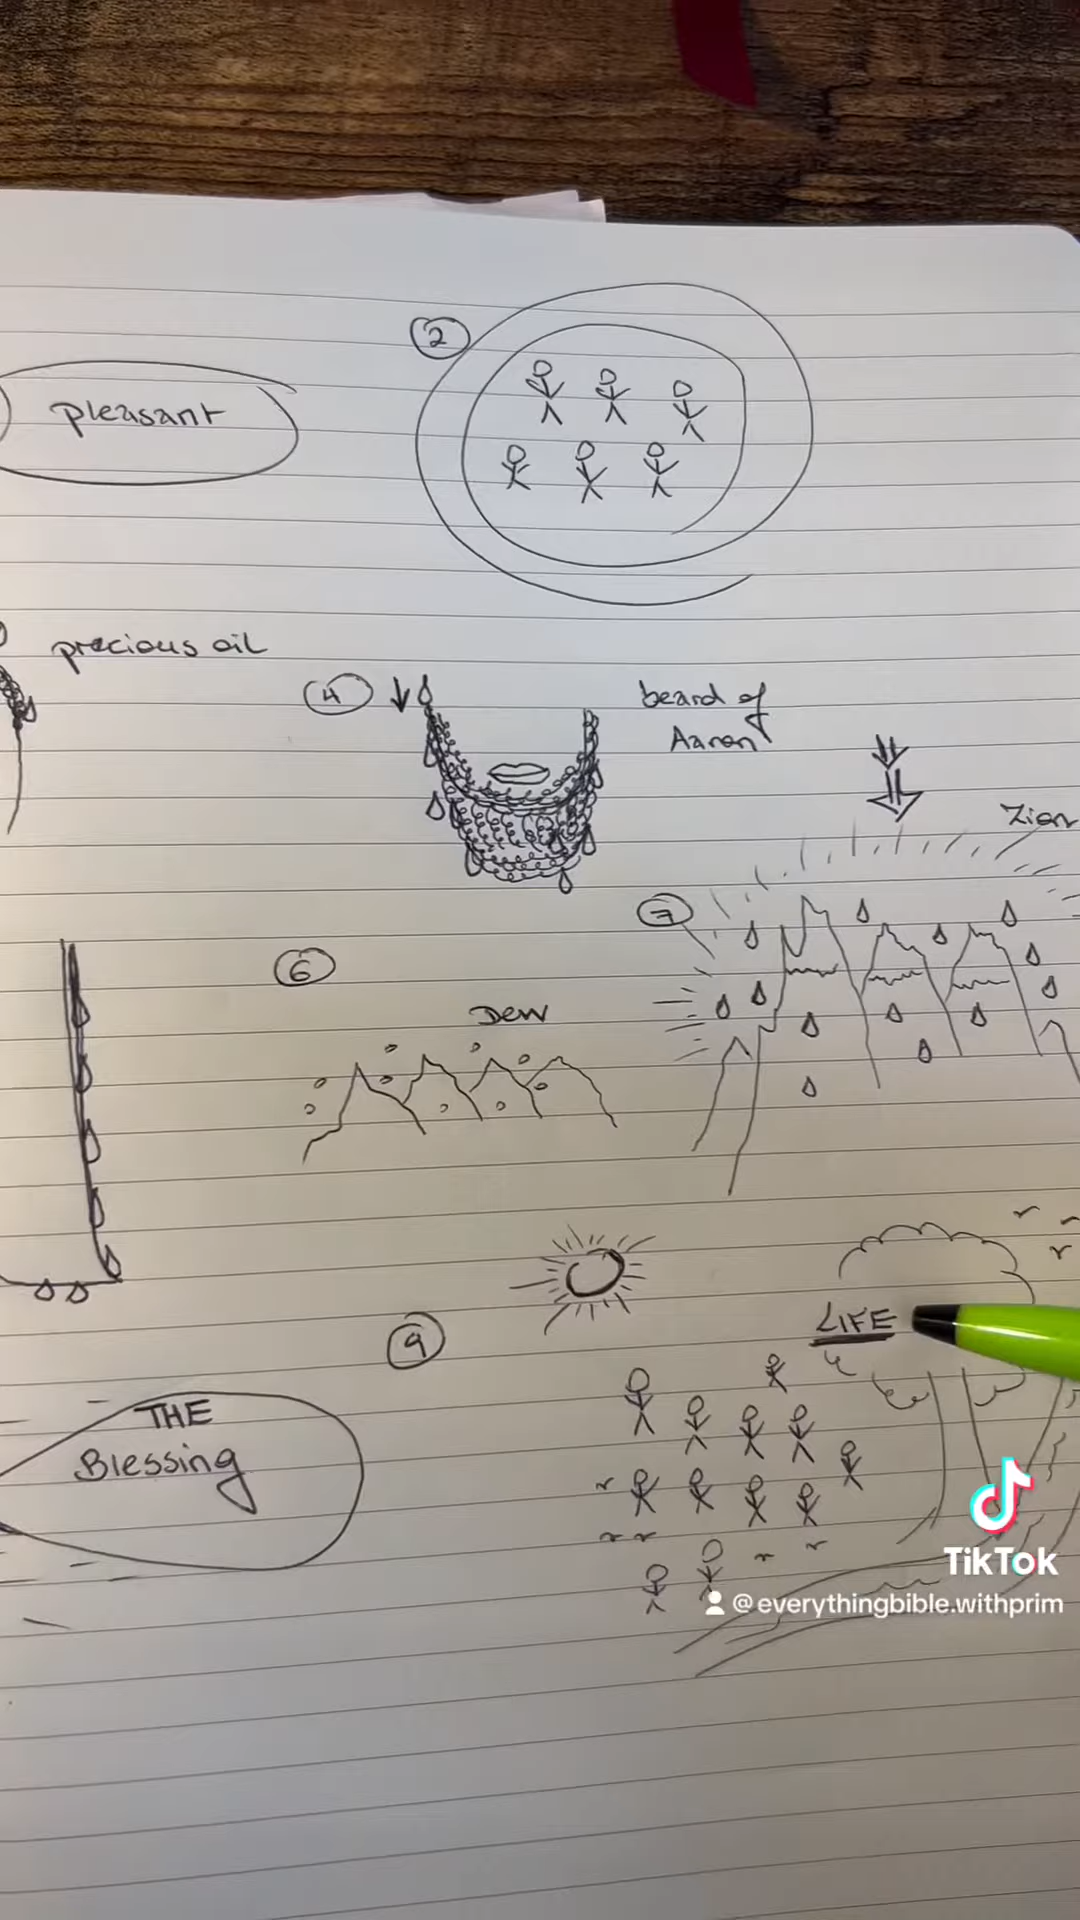 2
pleasant
precious oil
4
beard of
Aaron
Zion
7
6
Dew
LIFE
9
THE
Blessing
TikTok
@everythingbible.withprim